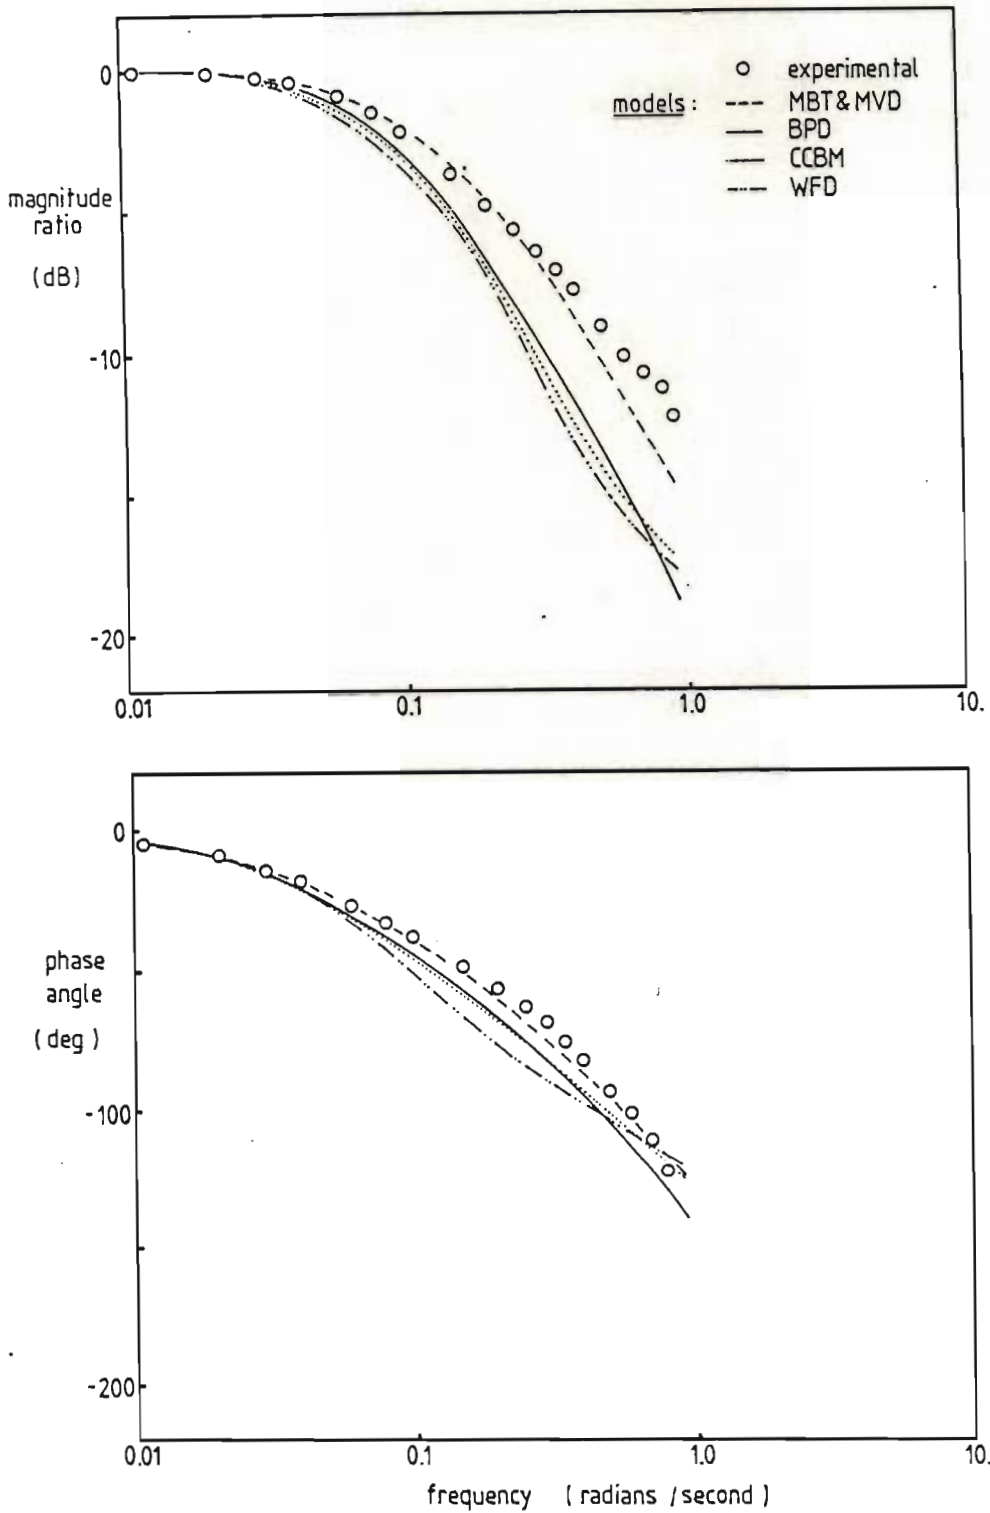 0
-10
-20
magnitude
ratio
(dB)
experimental
models:
MBT & MVD
BPD
CCBM
WFD
0.01
0.1
1.0
10.
0
-100
-200
phase
angle
(deg)
0.01
0.1
1.0
10.
frequency (radians / second)